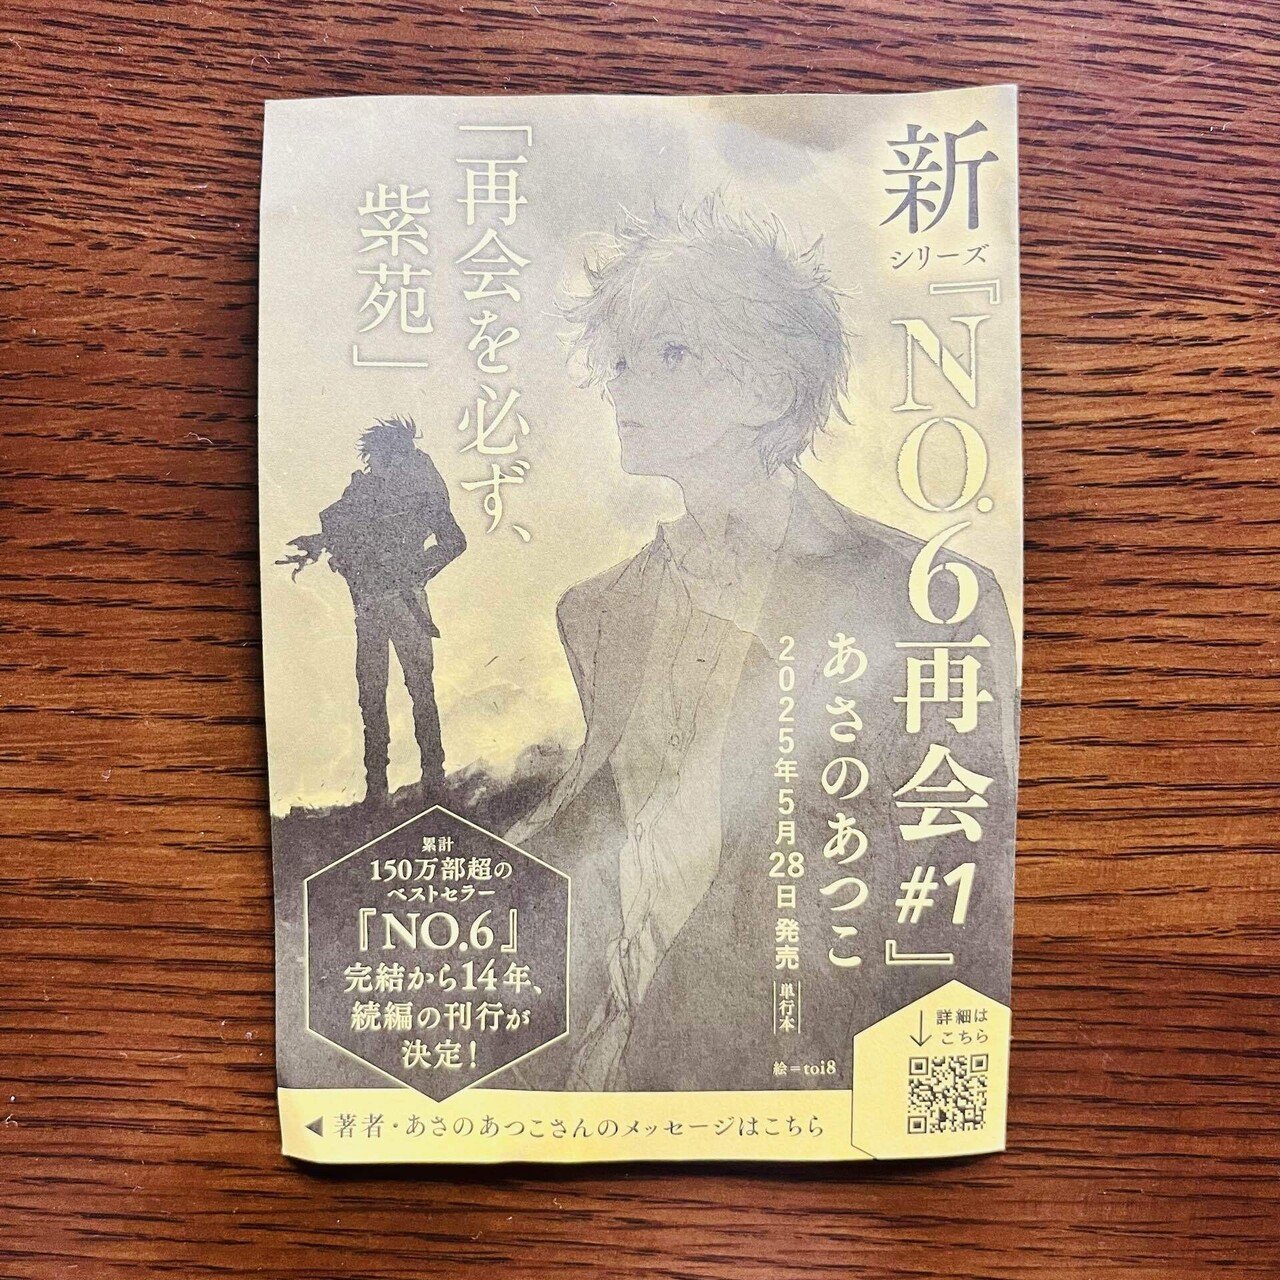 新
シリーズ
『NO.6再会#1』
あさのあつこ
2025年5月28日発売
単行本
「再会を必ず、
紫苑」
累計
150万部超の
ベストセラー
『NO.6』
完結から14年、
続編の刊行が
決定!
絵=toi8
↓詳細は
こちら
◀著者・あさのあつこさんのメッセージはこちら